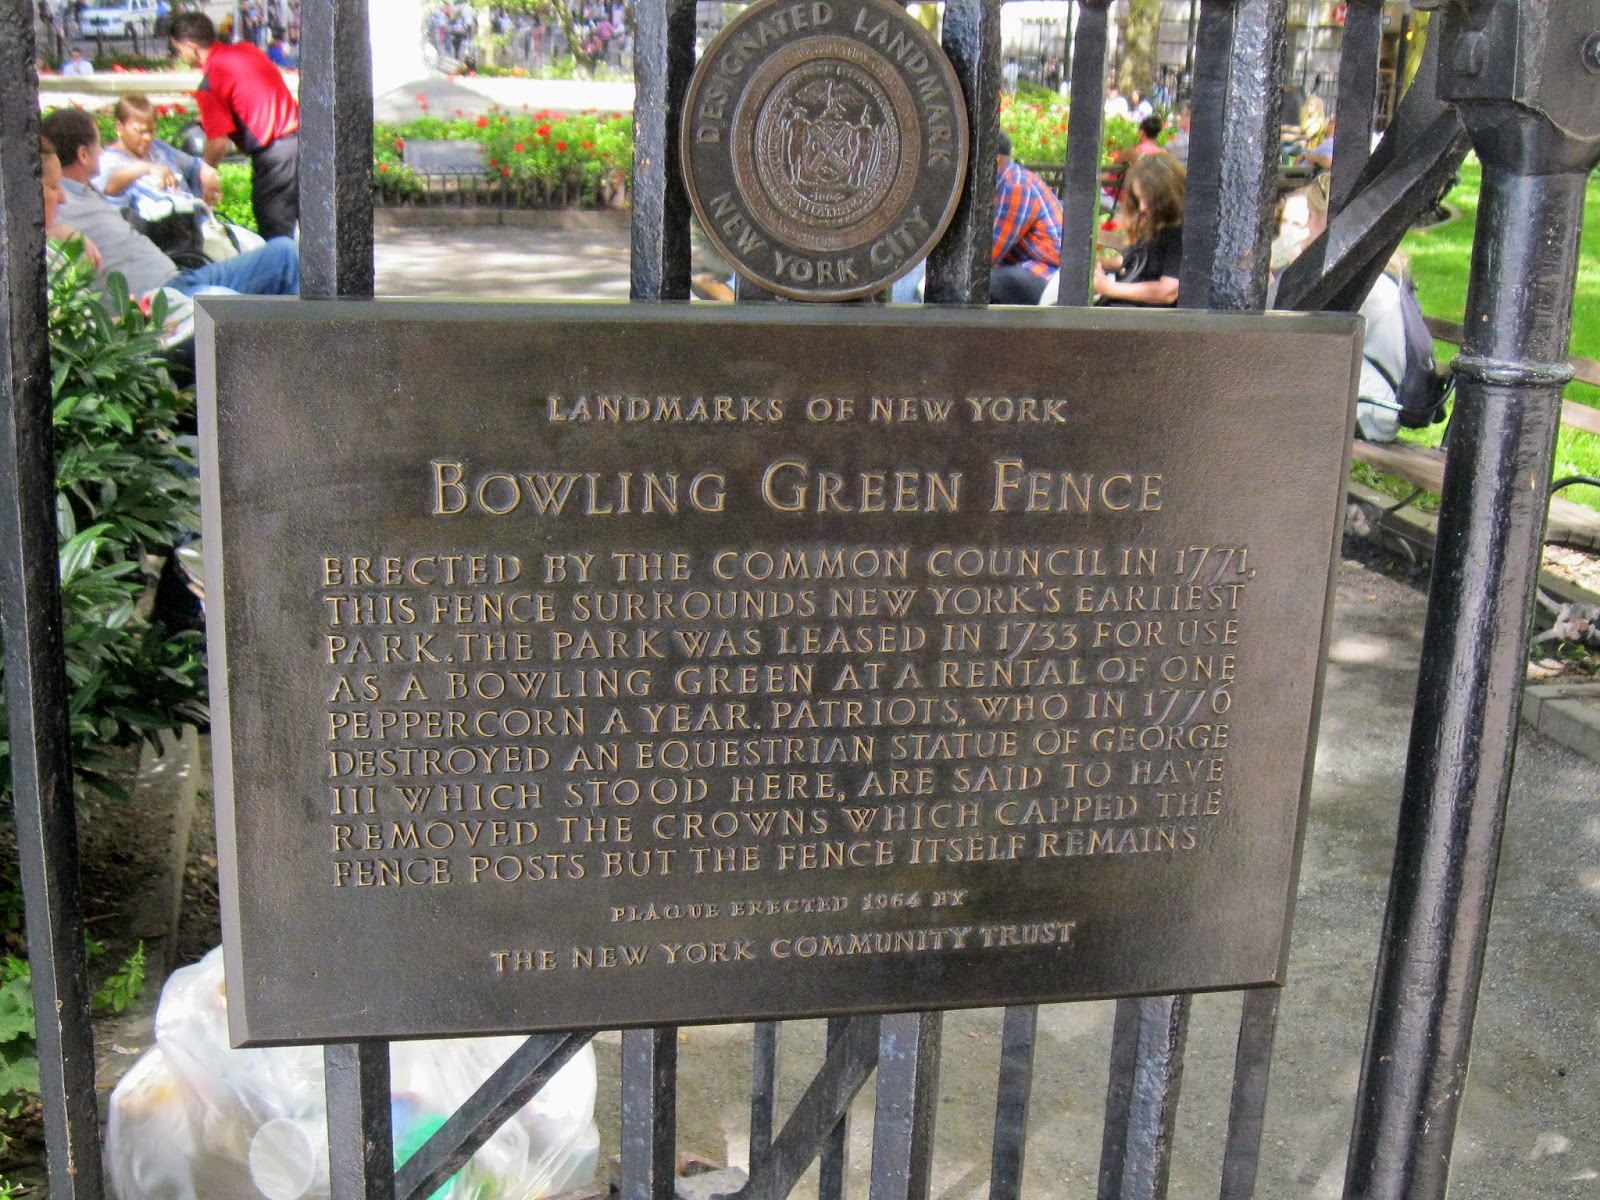 DESIGNATED LANDMARK
NEW YORK CITY
LANDMARKS OF NEW YORK
BOWLING GREEN FENCE
ERECTED BY THE COMMON COUNCIL IN 1771,
THIS FENCE SURROUNDS NEW YORK'S EARLIEST
PARK. THE PARK WAS LEASED IN 1733 FOR USE
AS A BOWLING GREEN AT A RENTAL OF ONE
PEPPERCORN A YEAR. PATRIOTS, WHO IN 1776
DESTROYED AN EQUESTRIAN STATUE OF GEORGE
III WHICH STOOD HERE, ARE SAID TO HAVE
REMOVED THE CROWNS WHICH CAPPED THE
FENCE POSTS BUT THE FENCE ITSELF REMAINS
PLAQUE ERECTED 1964 BY
THE NEW YORK COMMUNITY TRUST